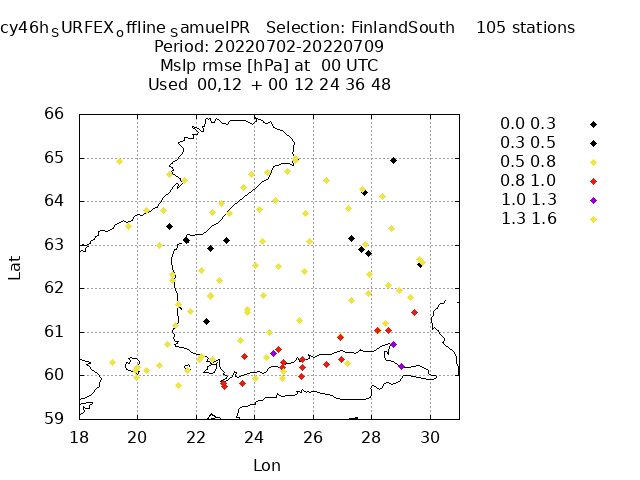 cy46h_SURFEX_offline_SamuelPR Selection: FinlandSouth 105 stations
Period: 20220702-20220709
Mslp rmse [hPa] at 00 UTC
Used 00,12 + 00 12 24 36 48
66
65
64
63
62
61
60
59
18 20 22 24 26 28 30
Lat
Lon
0.0 0.3
0.3 0.5
0.5 0.8
0.8 1.0
1.0 1.3
1.3 1.6